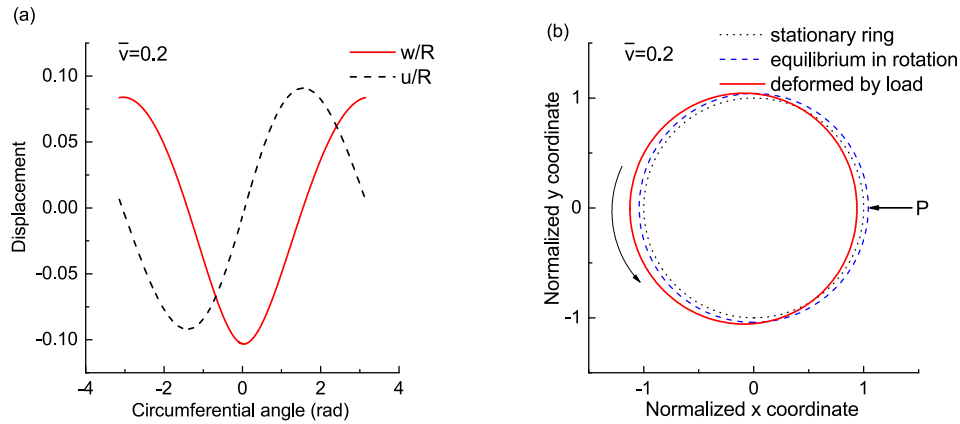 (a)
v̅=0.2
w/R
u/R
0.10
0.05
0.00
-0.05
-0.10
Displacement
-4
-2
0
2
4
Circumferential angle (rad)
(b)
v̅=0.2
stationary ring
equilibrium in rotation
deformed by load
1
0
-1
Normalized y coordinate
P
-1
0
1
Normalized x coordinate